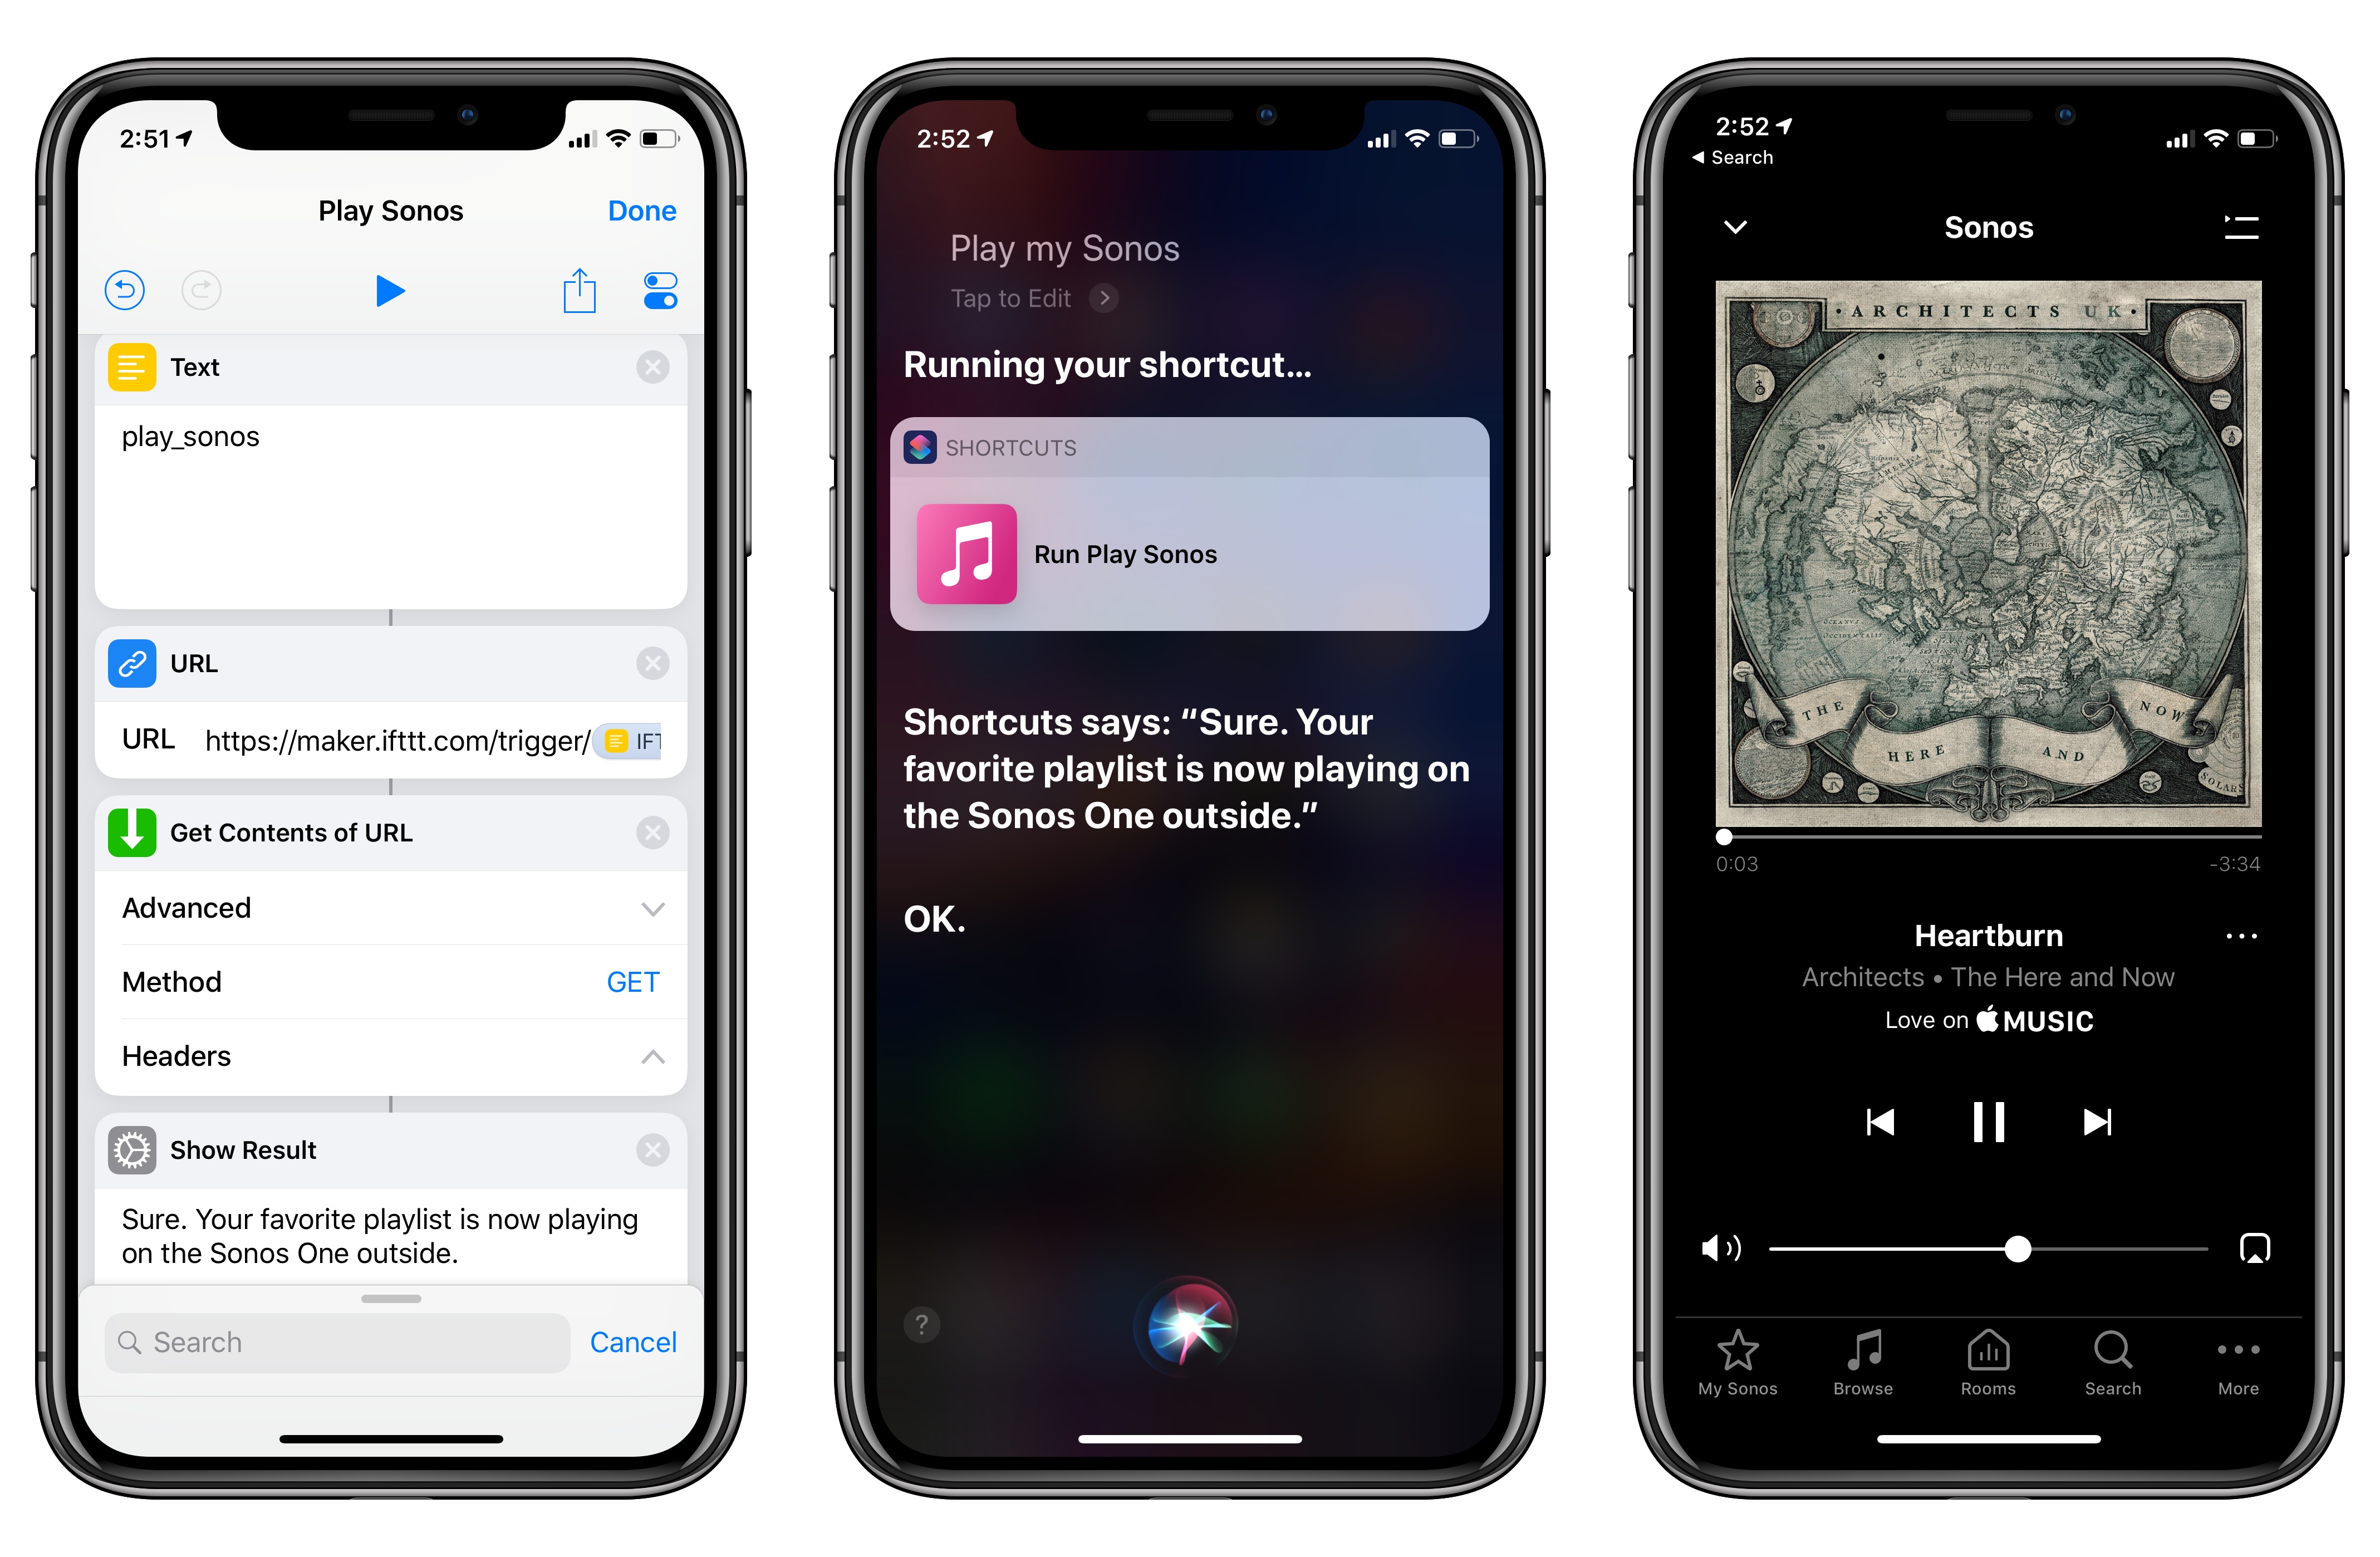 2:51
Play Sonos
Done
Text
play_sonos
URL
URL https://maker.ifttt.com/trigger/ IFT
Get Contents of URL
Advanced
Method GET
Headers
Show Result
Sure. Your favorite playlist is now playing
on the Sonos One outside.
Search
Cancel
2:52
Play my Sonos
Tap to Edit
Running your shortcut...
SHORTCUTS
Run Play Sonos
Shortcuts says: “Sure. Your
favorite playlist is now playing on
the Sonos One outside.”
OK.
?
2:52
Search
Sonos
• ARCHITECTS UK •
THE
HERE
AND
NOW
SOLAR
0:03
-3:34
Heartburn
Architects • The Here and Now
Love on MUSIC
My Sonos
Browse
Rooms
Search
More